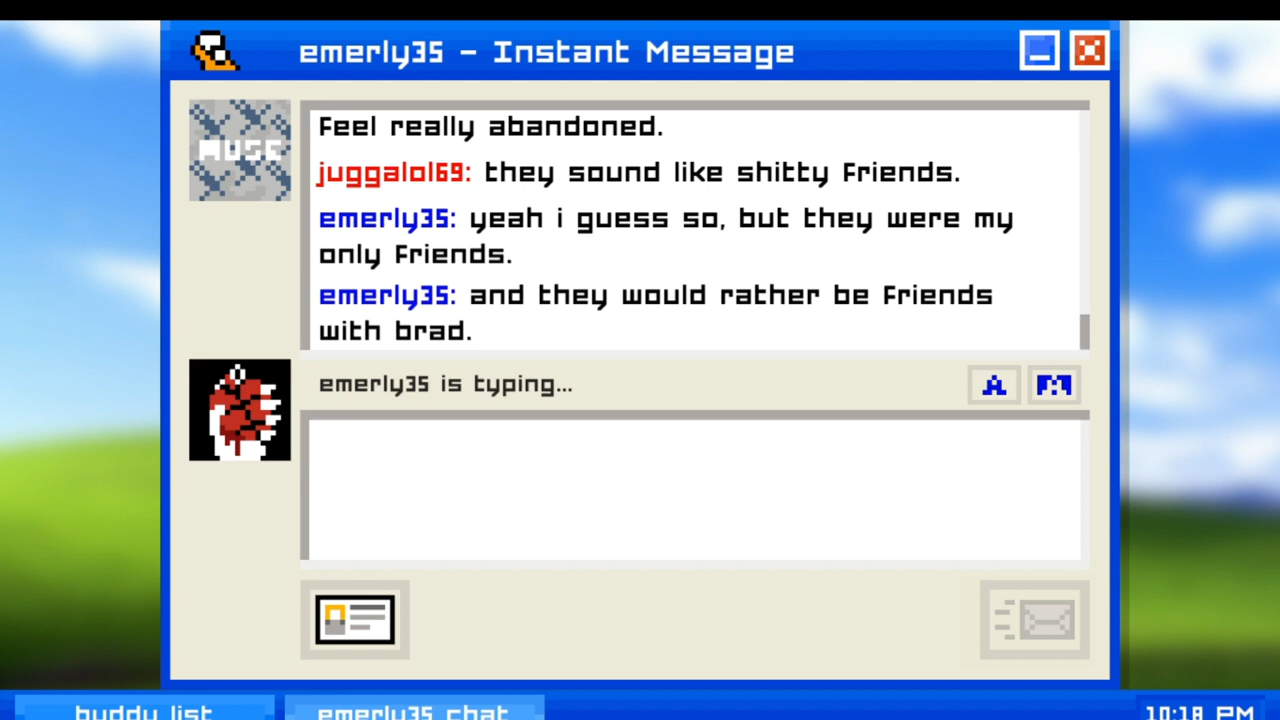 emerly35 - Instant Message
Feel really abandoned.
MUSE
juggalol69: they sound like shitty Friends.
emerly35: yeah i guess so, but they were my
only Friends.
emerly35: and they would rather be Friends
with brad.
emerly35 is typing...
A M
buddy list
emerly35 chat
10:18 PM